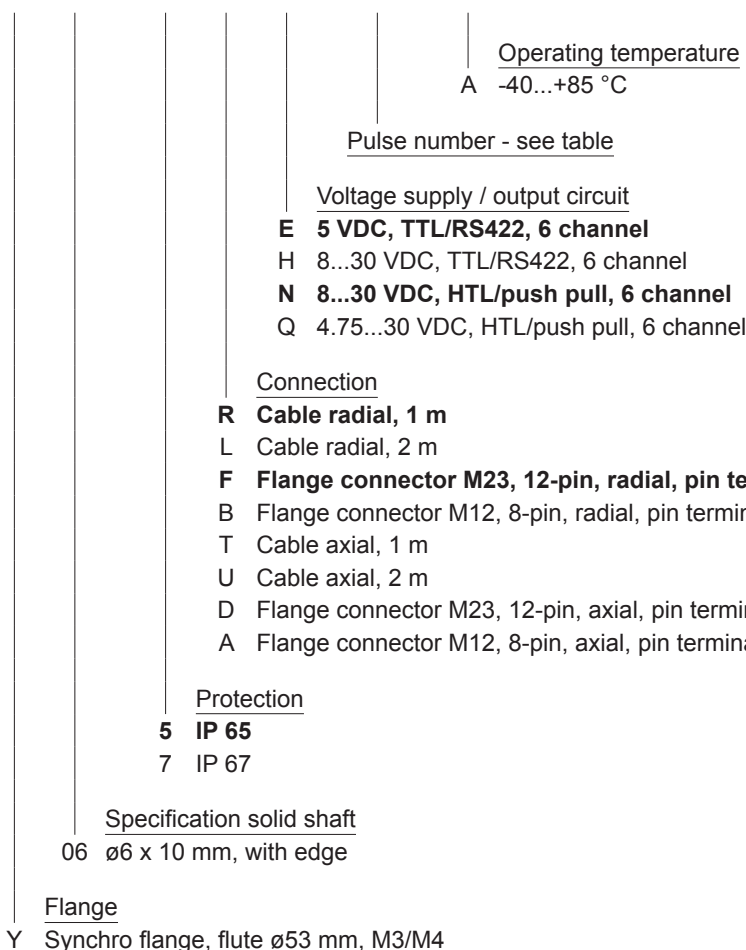 Operating temperature
A -40...+85 °C
Pulse number - see table
Voltage supply / output circuit
E 5 VDC, TTL/RS422, 6 channel
H 8...30 VDC, TTL/RS422, 6 channel
N 8...30 VDC, HTL/push pull, 6 channel
Q 4.75...30 VDC, HTL/push pull, 6 channel
Connection
R Cable radial, 1 m
L Cable radial, 2 m
F Flange connector M23, 12-pin, radial, pin
B Flange connector M12, 8-pin, radial, pin
T Cable axial, 1 m
U Cable axial, 2 m
D Flange connector M23, 12-pin, axial, pin
A Flange connector M12, 8-pin, axial, pin
Protection
5 IP 65
7 IP 67
Specification solid shaft
06 ø6 x 10 mm, with edge
Flange
Y Synchro flange, flute ø53 mm, M3/M4